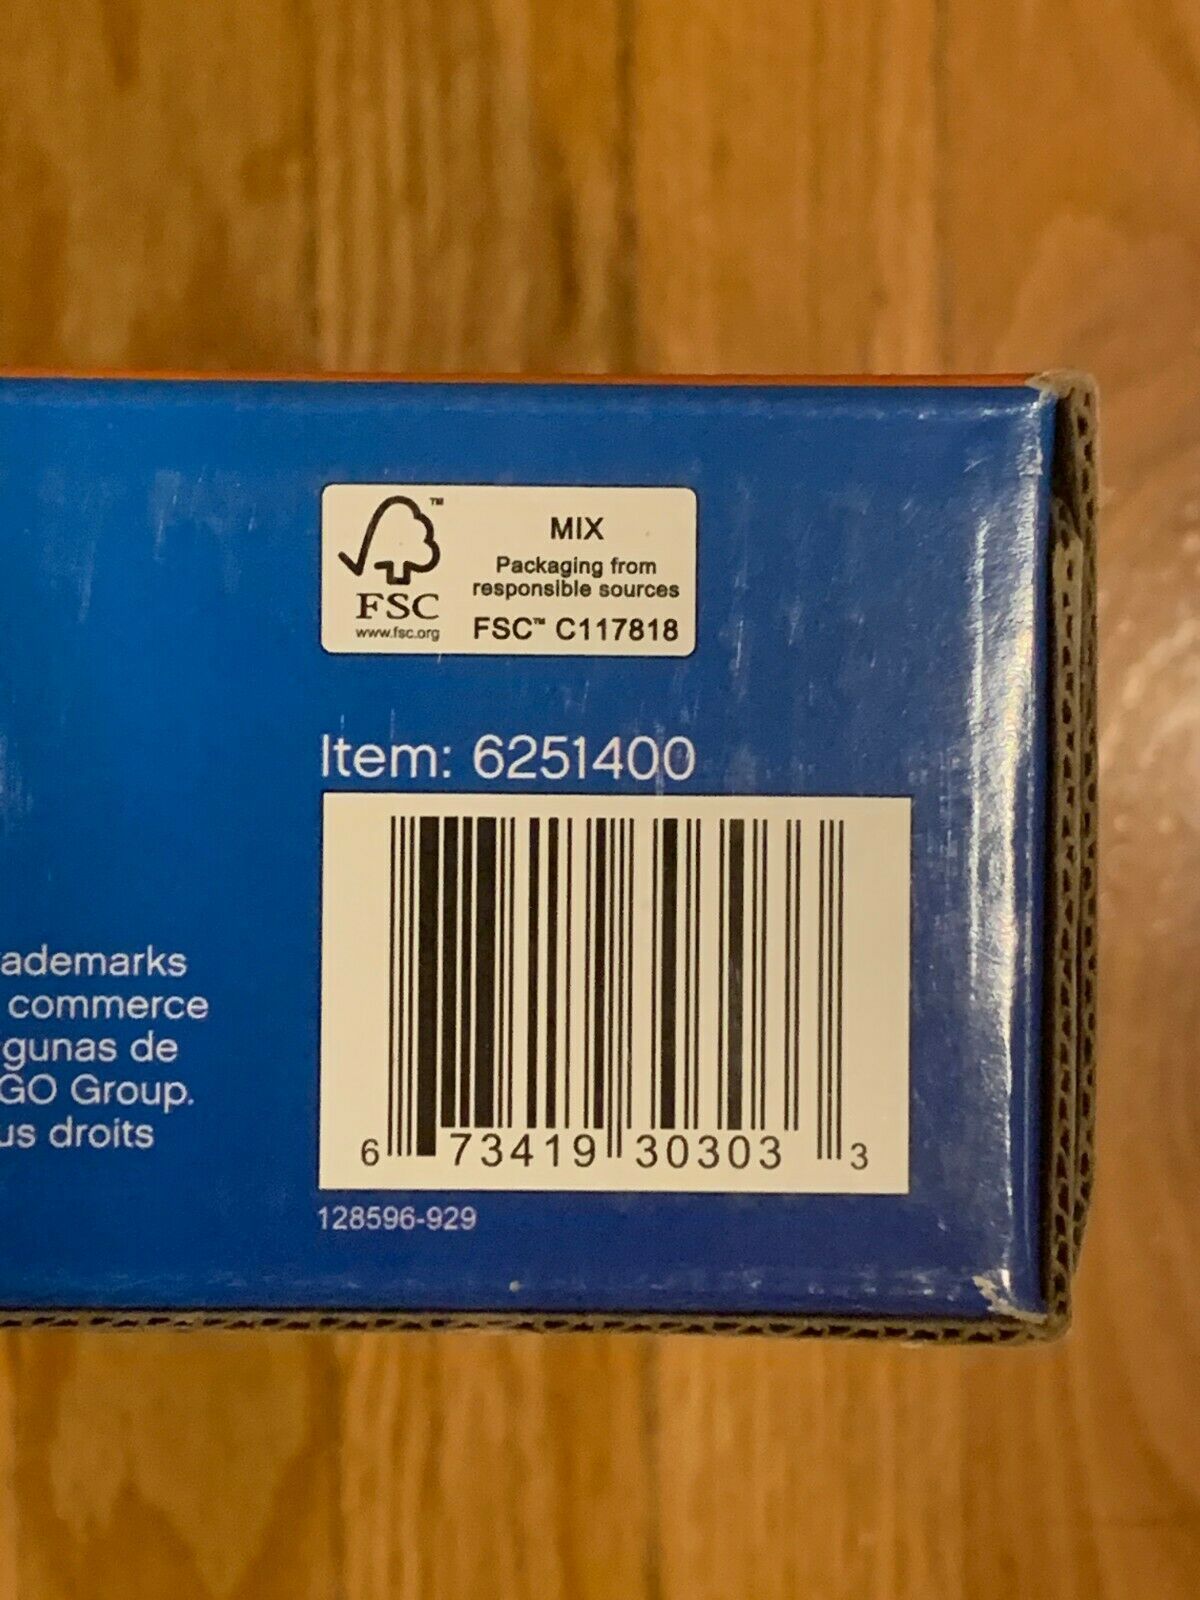 ™
MIX
Packaging from
responsible sources
FSC
www.fsc.org
FSC™ C117818
Item: 6251400
ademarks
commerce
gunas de
GO Group.
us droits
6 73419 30303 3
128596-929